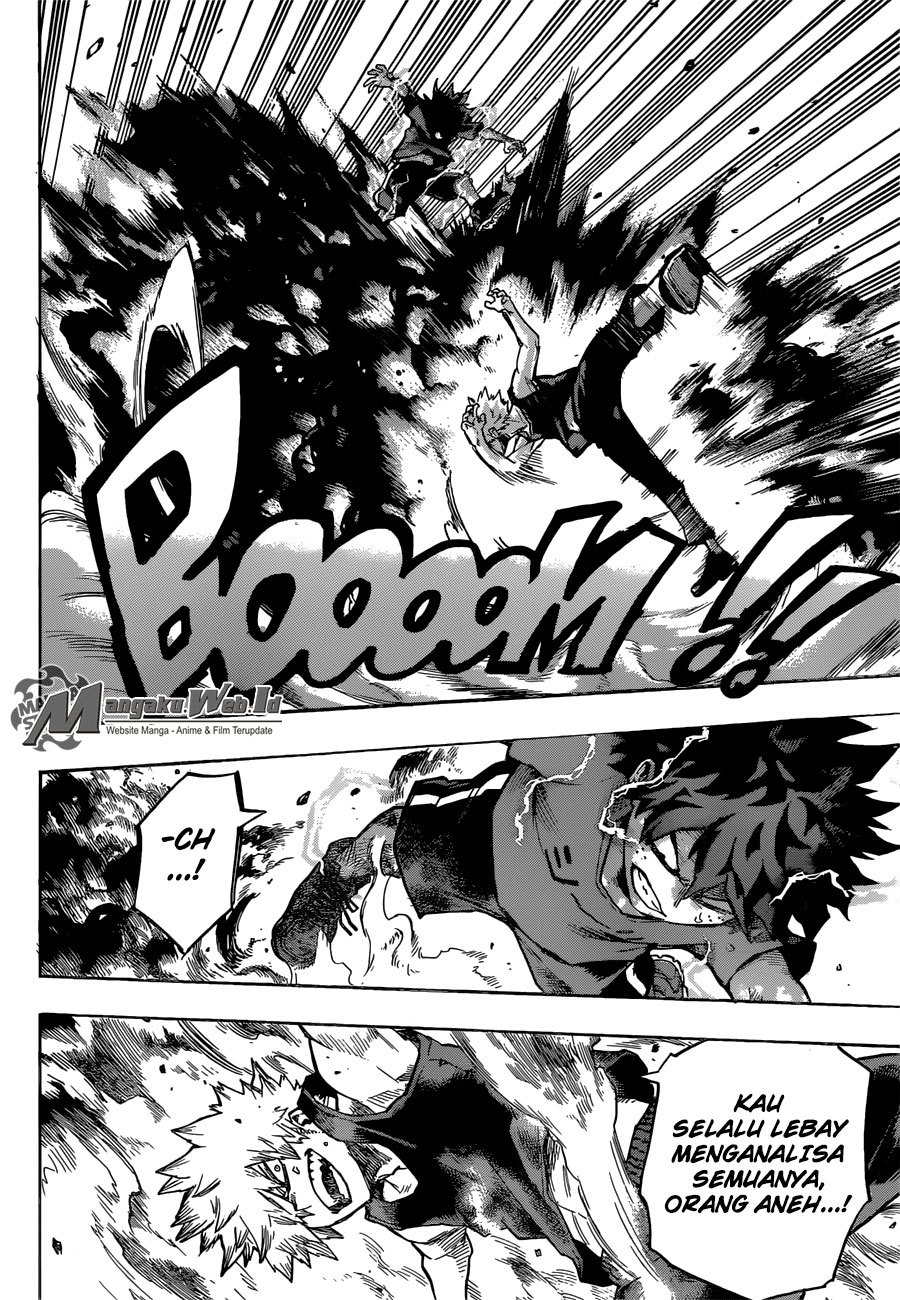 BOOOOM!!
Mangaku.Web.Id
Website Manga - Anime & Film Terupdate
-CH
...!
KAU
SELALU LEBAY
MENGANALISA
SEMUANYA,
ORANG ANEH...!